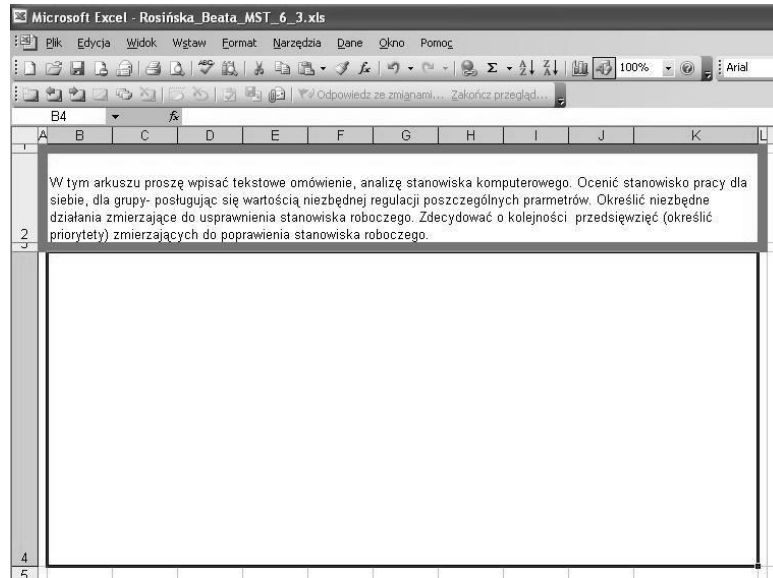 Microsoft Excel - Rosińska_Beata_MST_6_3.xls
Plik Edycja Widok Wstaw Format Narzędzia Dane Okno Pomoc
100% Arial
Odpowiedz ze zmianami... Zakończ przegląd...
B4 fx
A B C D E F G H I J K L
1
W tym arkuszu proszę wpisać tekstowe omówienie, analizę stanowiska komputerowego. Ocenić stanowisko pracy dla
siebie, dla grupy- posługując się wartością niezbędnej regulacji poszczególnych prarmetrów. Określić niezbędne
działania zmierzające do usprawnienia stanowiska roboczego. Zdecydować o kolejności przedsięwzięć (określić
2 priorytety) zmierzających do poprawienia stanowiska roboczego.
3
4
5